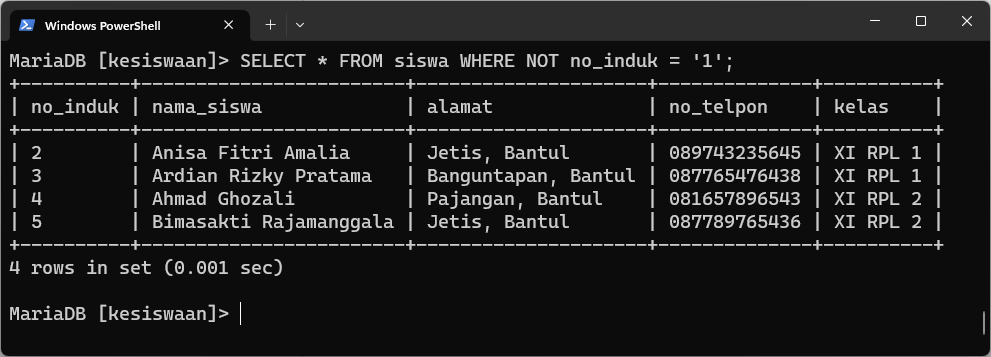 Windows PowerShell
MariaDB [kesiswaan]> SELECT * FROM siswa WHERE NOT no_induk = '1';
+----------+------------------------+---------------------+--------------+----------+
| no_induk | nama_siswa             | alamat              | no_telpon    | kelas    |
+----------+------------------------+---------------------+--------------+----------+
| 2        | Anisa Fitri Amalia     | Jetis, Bantul       | 089743235645 | XI RPL 1 |
| 3        | Ardian Rizky Pratama   | Banguntapan, Bantul | 087765476438 | XI RPL 1 |
| 4        | Ahmad Ghozali          | Pajangan, Bantul    | 081657896543 | XI RPL 2 |
| 5        | Bimasakti Rajamanggala | Jetis, Bantul       | 087789765436 | XI RPL 2 |
+----------+------------------------+---------------------+--------------+----------+
4 rows in set (0.001 sec)
MariaDB [kesiswaan]>